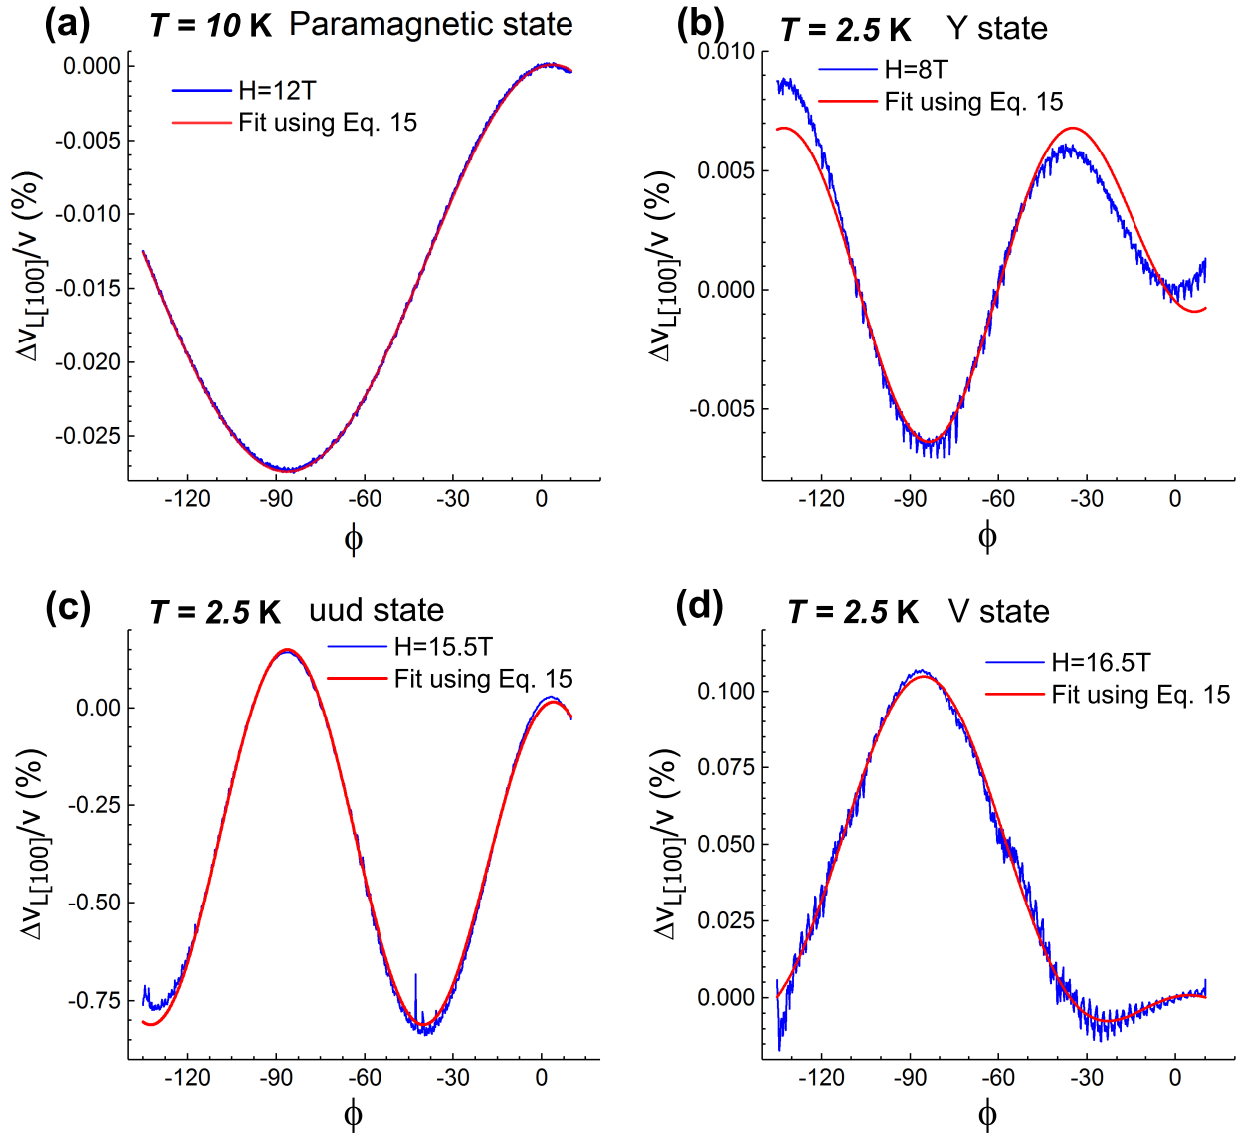 (a) T = 10 K Paramagnetic state
H=12T
Fit using Eq. 15
0.000
-0.005
-0.010
-0.015
-0.020
-0.025
ΔvL[100]/v (%)
-120 -90 -60 -30 0
ϕ
(b) T = 2.5 K Y state
H=8T
Fit using Eq. 15
0.010
0.005
0.000
-0.005
ΔvL[100]/v (%)
-120 -90 -60 -30 0
ϕ
(c) T = 2.5 K uud state
H=15.5T
Fit using Eq. 15
0.00
-0.25
-0.50
-0.75
ΔvL[100]/v (%)
-120 -90 -60 -30 0
ϕ
(d) T = 2.5 K V state
H=16.5T
Fit using Eq. 15
0.100
0.075
0.050
0.025
0.000
ΔvL[100]/v (%)
-120 -90 -60 -30 0
ϕ